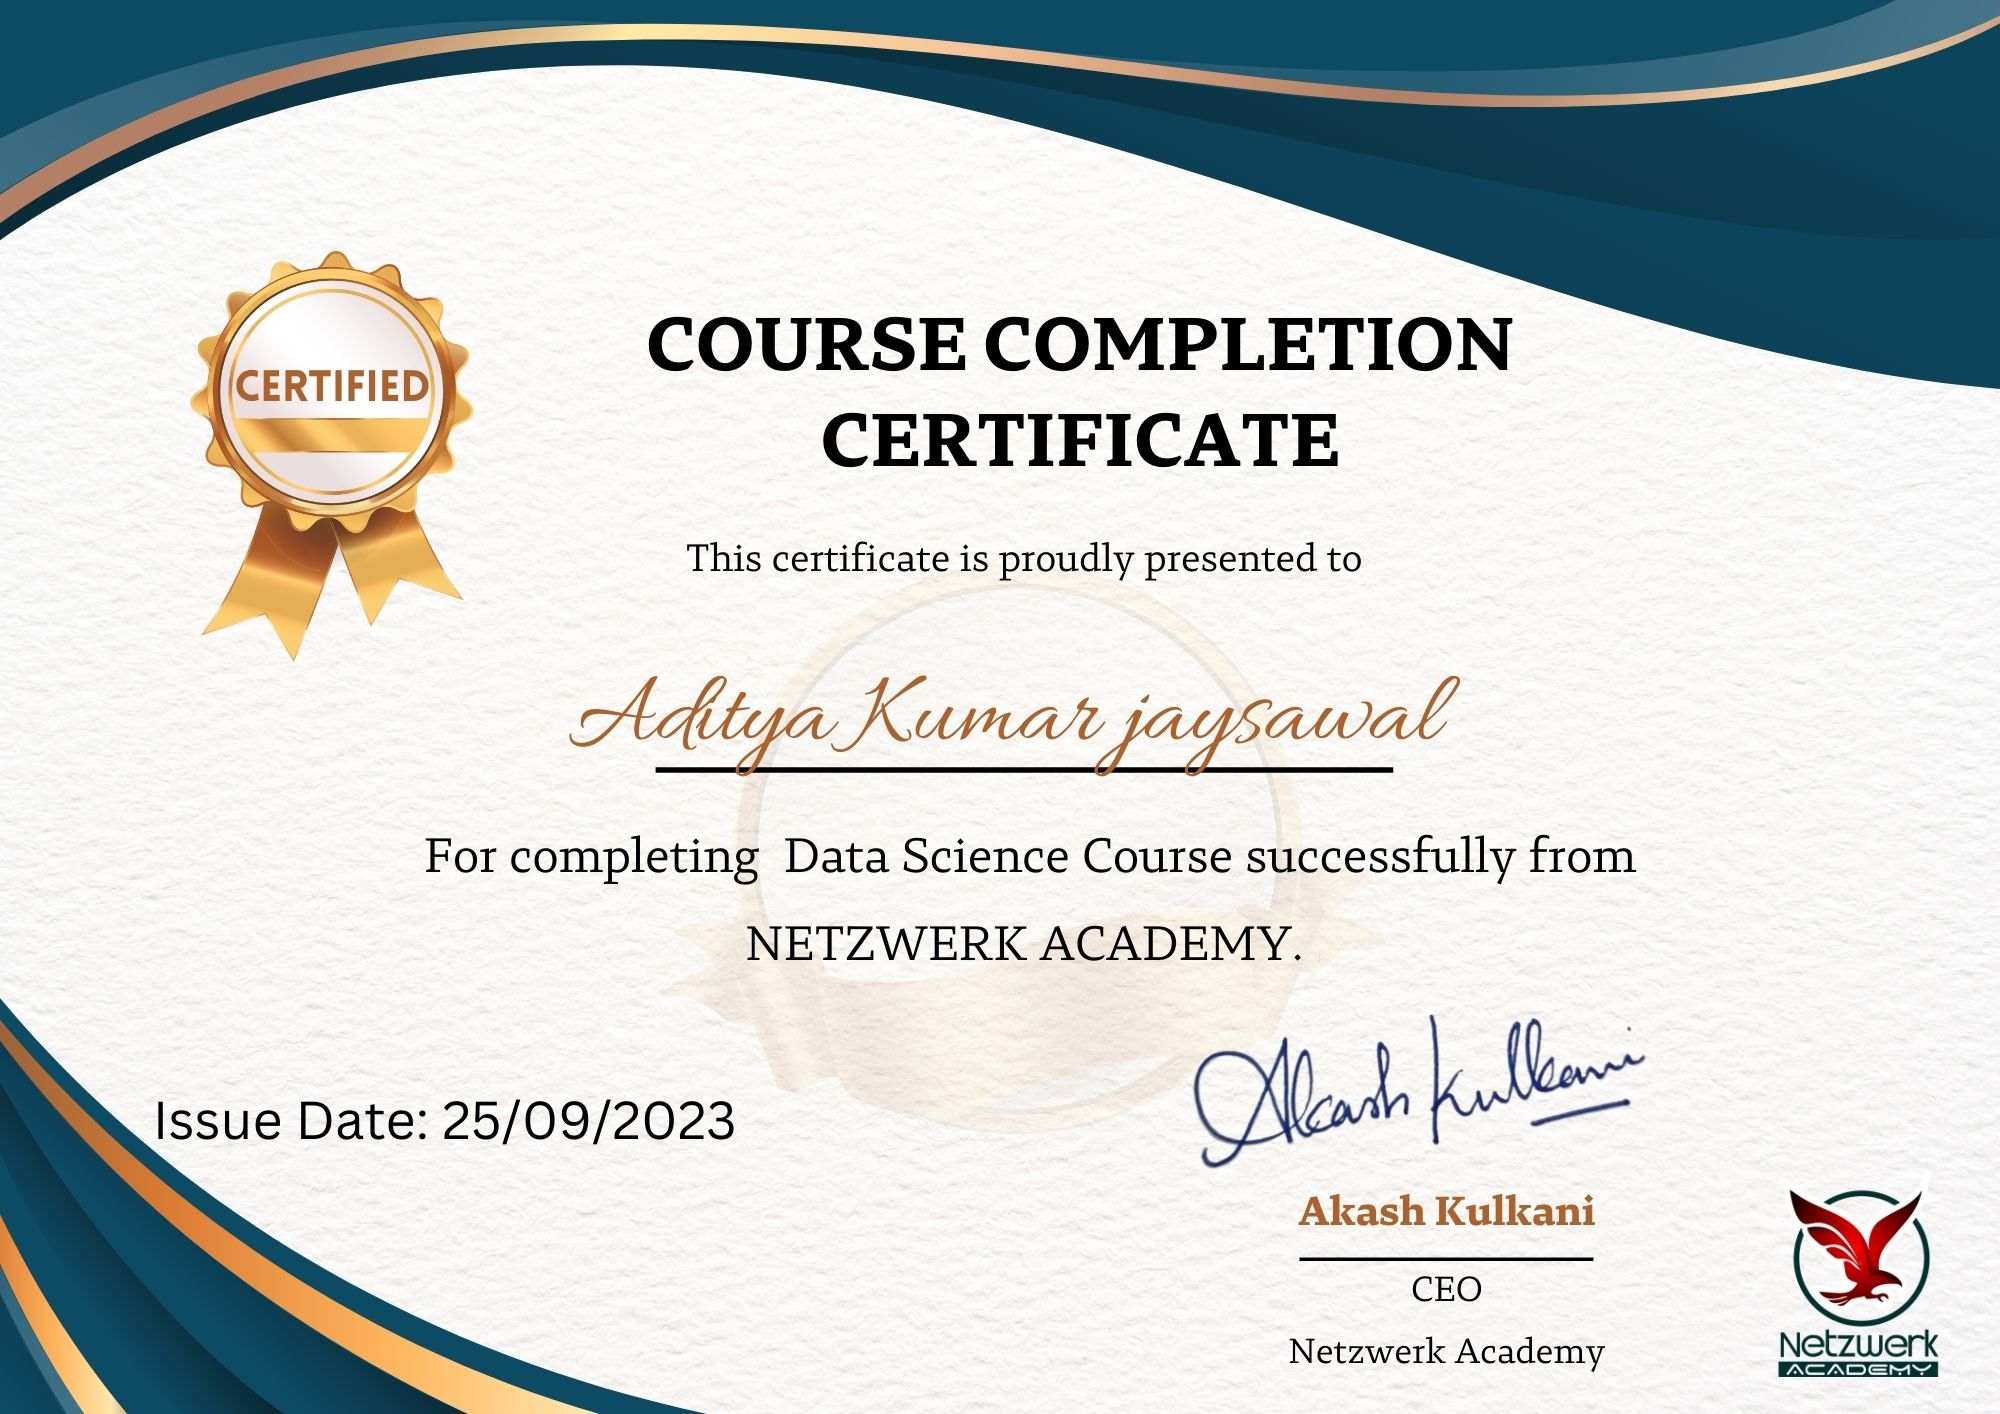 CERTIFIED
COURSE COMPLETION
CERTIFICATE
This certificate is proudly presented to
Aditya Kumar jaysawal
For completing  Data Science Course successfully from
NETZWERK ACADEMY.
Issue Date: 25/09/2023
Akash Kulkani
Akash Kulkani
CEO
Netzwerk Academy
Netzwerk
ACADEMY